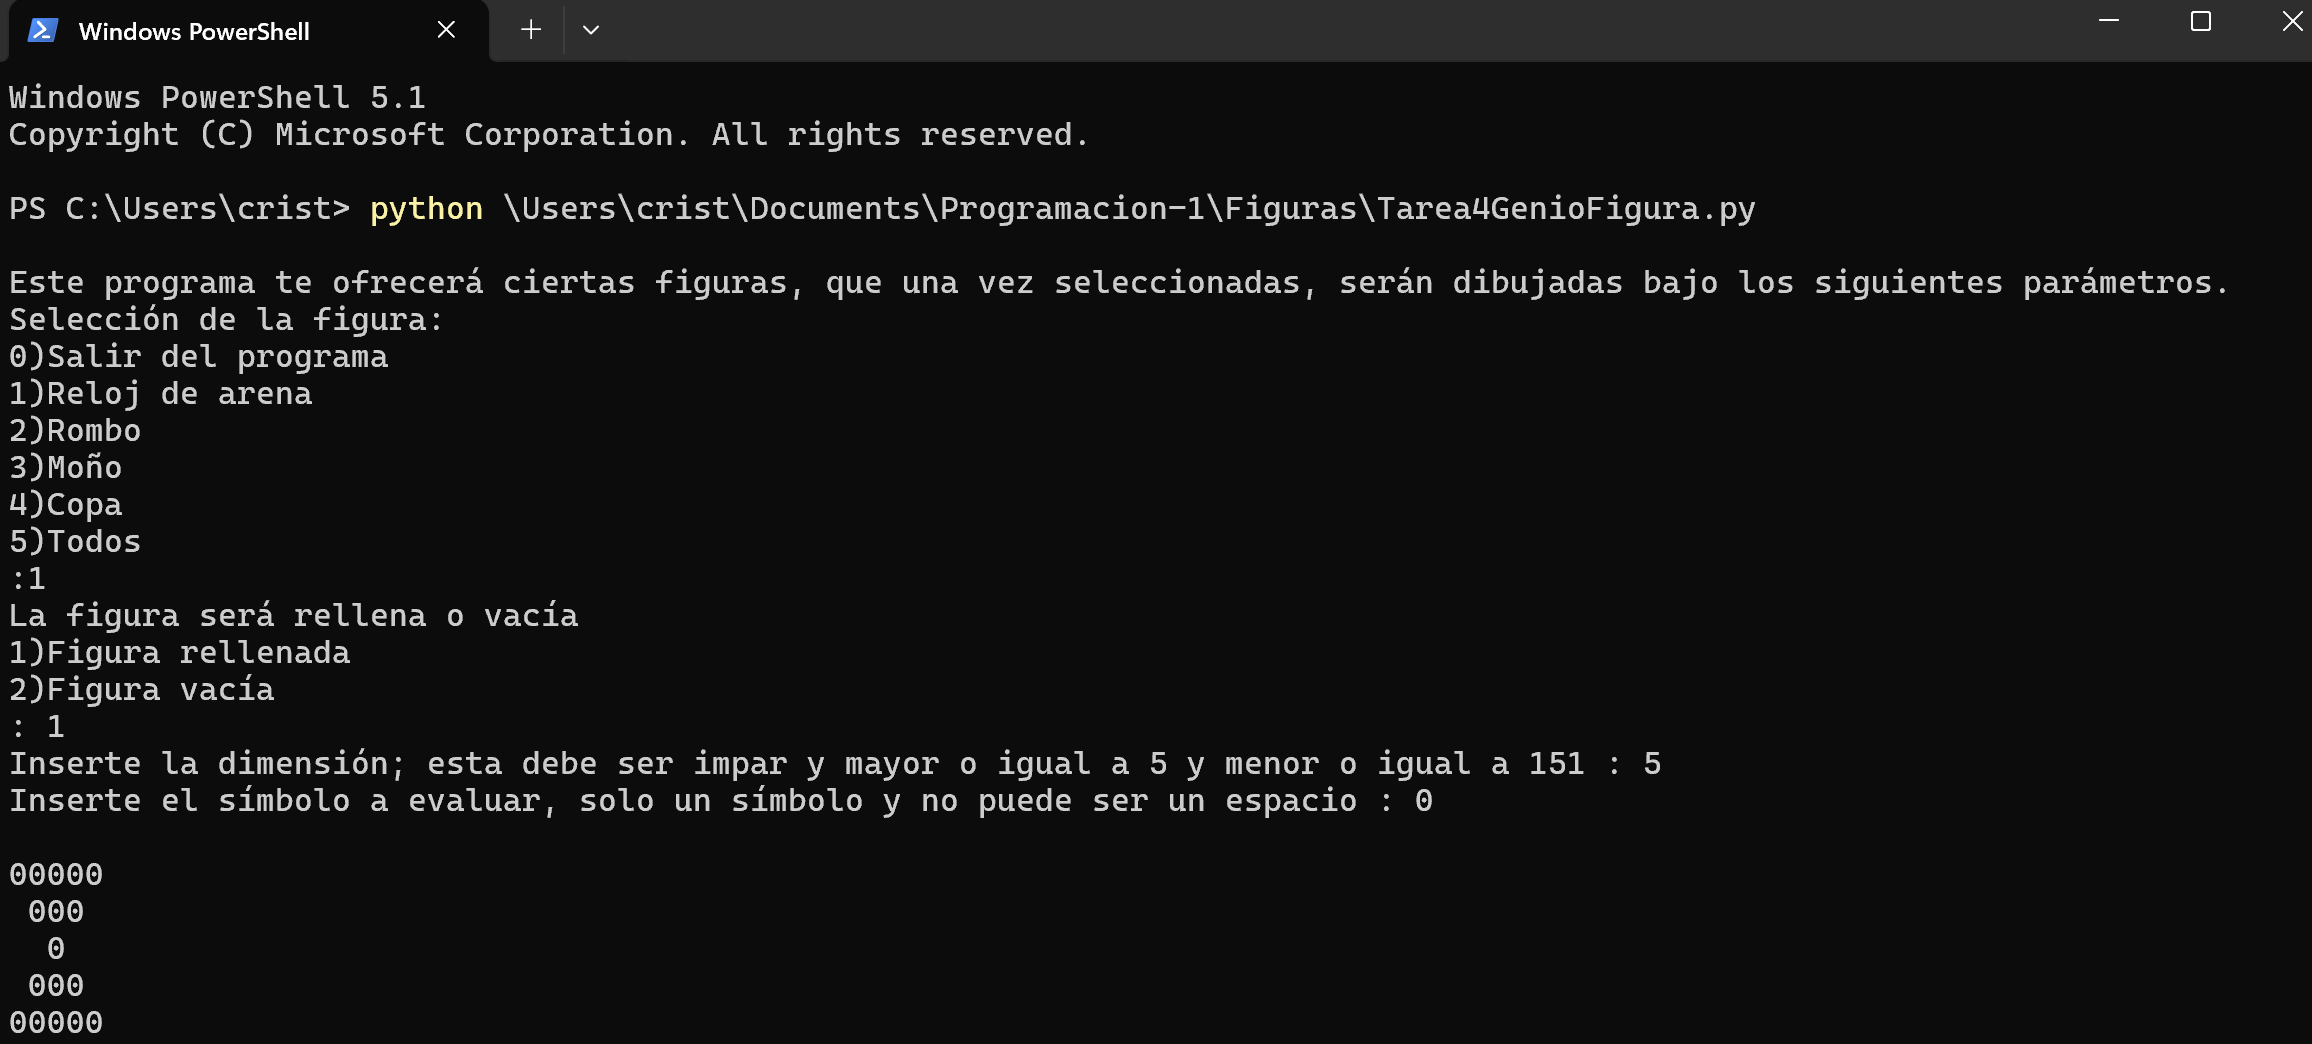 Windows PowerShell
Windows PowerShell 5.1
Copyright (C) Microsoft Corporation. All rights reserved.
PS C:\Users\crist> python \Users\crist\Documents\Programacion-1\Figuras\Tarea4GenioFigura.py
Este programa te ofrecerá ciertas figuras, que una vez seleccionadas, serán dibujadas bajo los siguientes parámetros.
Selección de la figura:
0)Salir del programa
1)Reloj de arena
2)Rombo
3)Moño
4)Copa
5)Todos
:1
La figura será rellena o vacía
1)Figura rellenada
2)Figura vacía
: 1
Inserte la dimensión; esta debe ser impar y mayor o igual a 5 y menor o igual a 151 : 5
Inserte el símbolo a evaluar, solo un símbolo y no puede ser un espacio : 0
00000
 000
  0
 000
00000